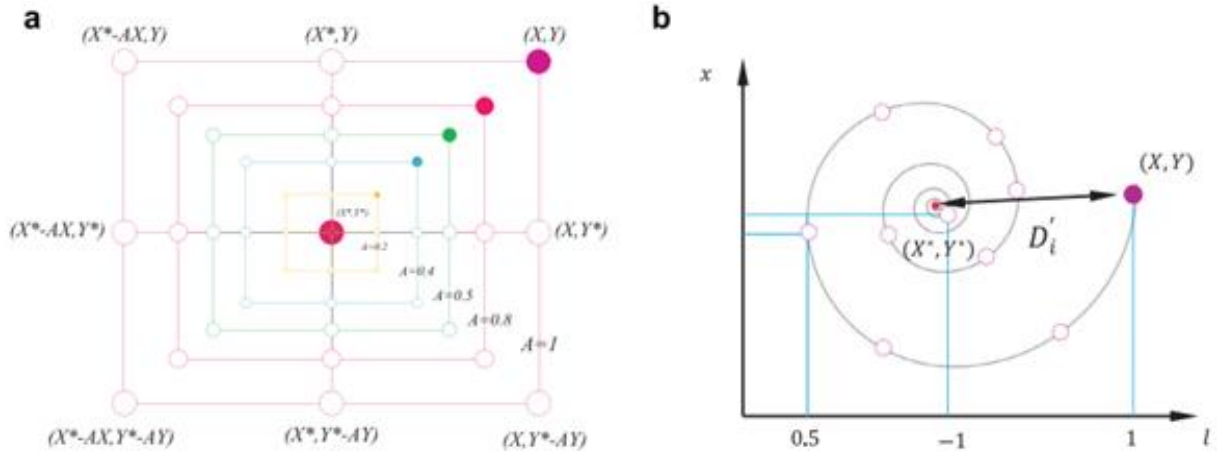 a
(X*-AX,Y) (X*,Y) (X,Y)
(X*,Y*)
(X*-AX,Y*) (X,Y*)
A=0.2
A=0.4
A=0.5
A=0.8
A=1
(X*-AX,Y*-AY) (X*,Y*-AY) (X,Y*-AY)
b
x
(X,Y)
(X*,Y*) D'i
0.5 -1 1 l